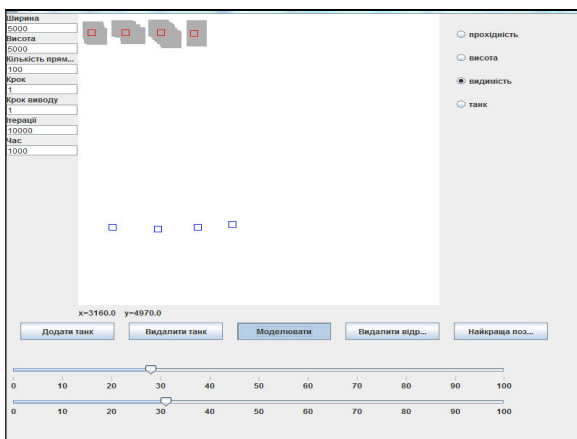 Ширина
5000
Висота
5000
Кількість прям...
100
Крок
1
Крок виводу
1
Ітерації
10000
Час
1000
прохідність
висота
видимість
танк
x=3160.0 y=4970.0
Додати танк Видалити танк Моделювати Видалити відр... Найкраща поз...
0 10 20 30 40 50 60 70 80 90 100
0 10 20 30 40 50 60 70 80 90 100